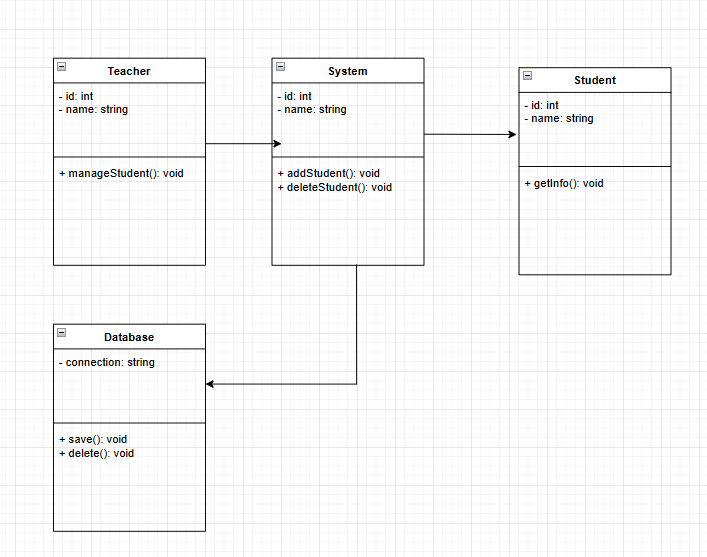 Teacher
- id: int
- name: string
+ manageStudent(): void
System
- id: int
- name: string
+ addStudent(): void
+ deleteStudent(): void
Student
- id: int
- name: string
+ getInfo(): void
Database
- connection: string
+ save(): void
+ delete(): void